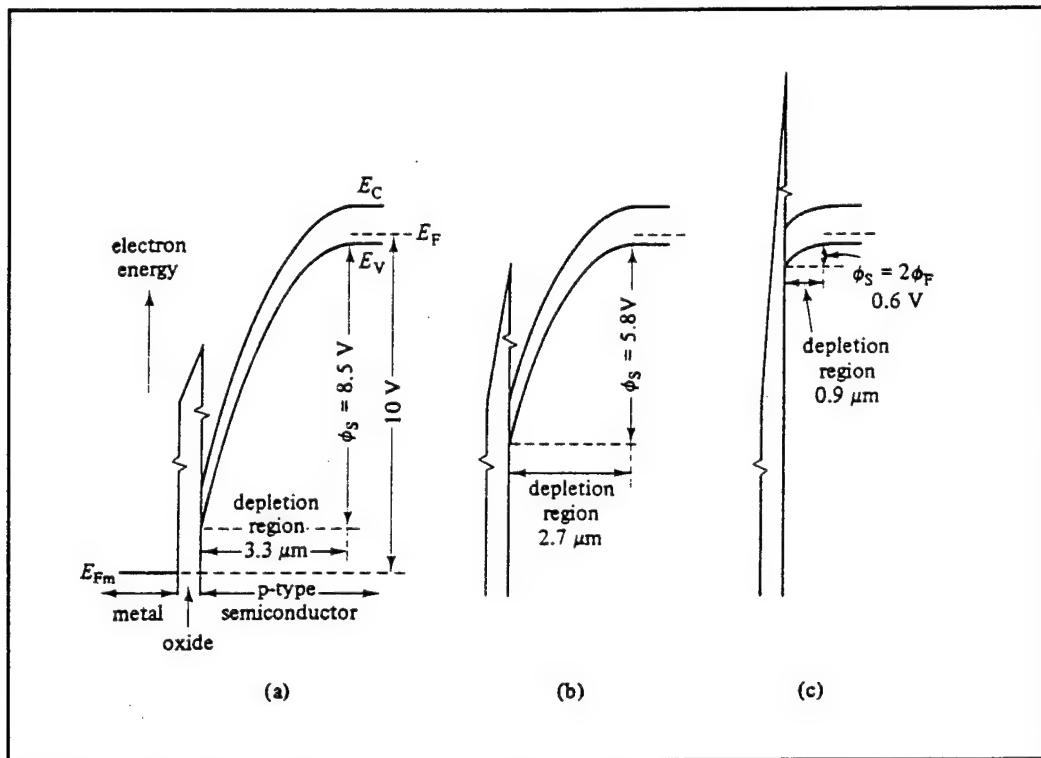 electron
energy
E_C
E_F
E_V
ϕ_S = 8.5 V
10 V
depletion
region
3.3 μm
E_Fm
metal
oxide
p-type
semiconductor
(a)
ϕ_S = 5.8V
depletion
region
2.7 μm
(b)
ϕ_S = 2ϕ_F
0.6 V
depletion
region
0.9 μm
(c)